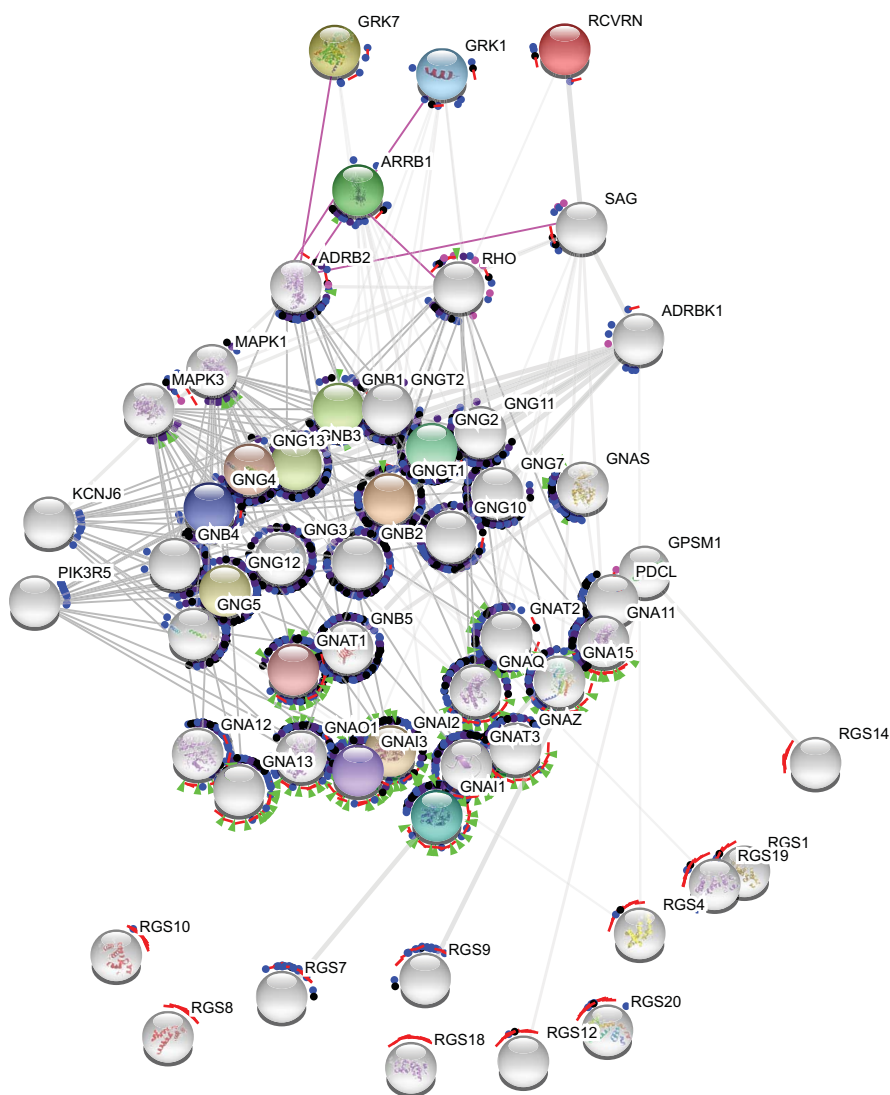 GRK7
RCVRN
GRK1
ARRB1
SAG
ADRB2
RHO
ADRBK1
MAPK1
MAPK3
GNB1
GNGT2
GNG11
GNG2
GNG13
GNB3
GNGT1
GNG7
GNAS
GNG4
KCNJ6
GNG10
GNB4
GNG3
GNB2
GPSM1
GNG12
PDCL
PIK3R5
GNG5
GNAT2
GNA11
GNB5
GNAT1
GNAQ
GNA15
GNA12
GNAO1
GNAI2
GNAZ
GNAI3
GNAT3
GNA13
GNAI1
RGS14
RGS1
RGS19
RGS4
RGS10
RGS7
RGS9
RGS8
RGS20
RGS12
RGS18